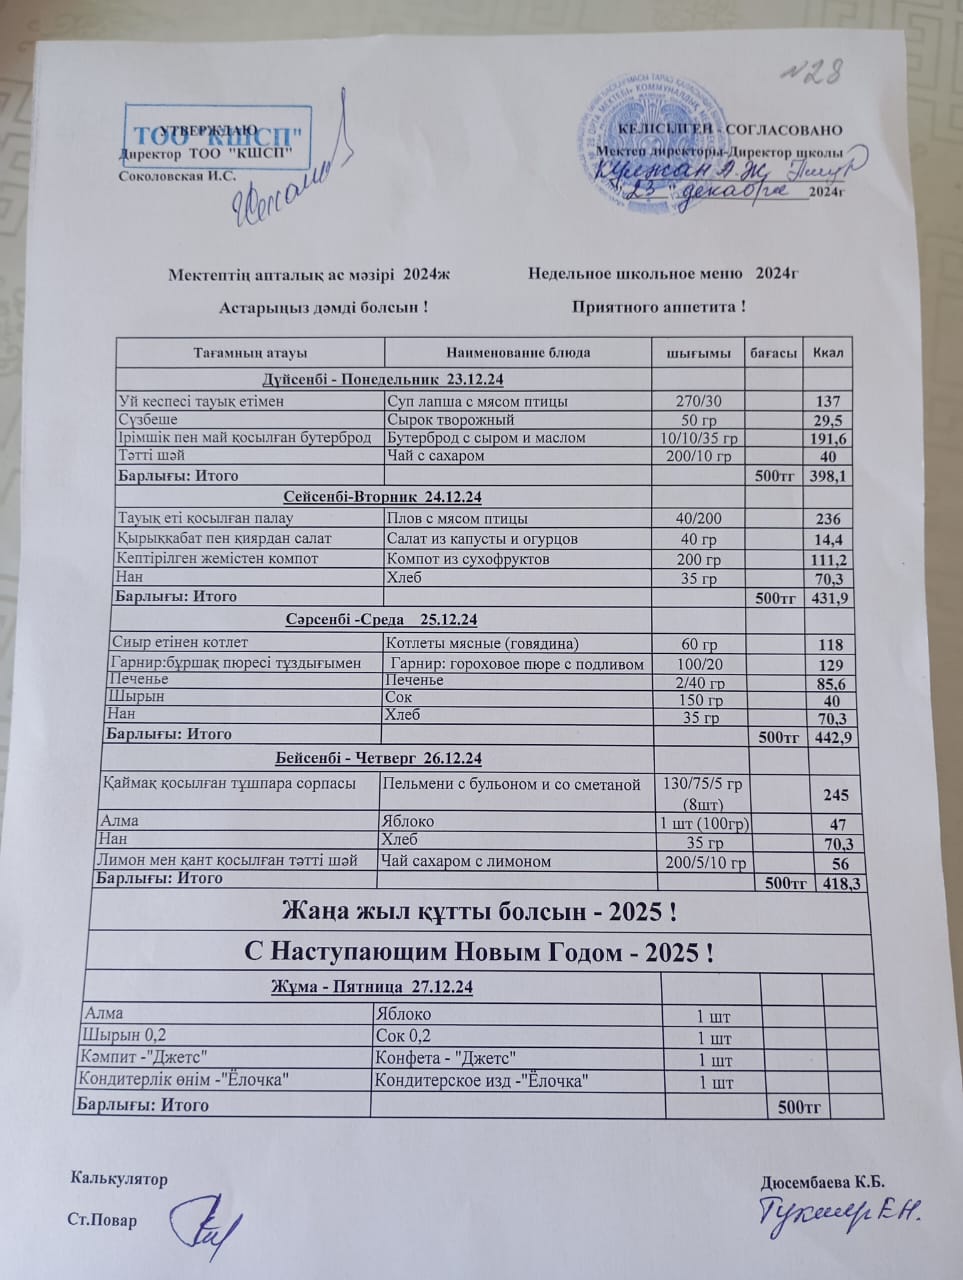 №28
ТОО "КШСП"
УТВЕРЖДАЮ
Директор ТОО "КШСП"
Соколовская И.С.
КЕЛІСІЛГЕН - СОГЛАСОВАНО
Мектеп директоры-Директор школы
Кулжан А.Ж.
"23" декабря 2024г
Мектептің апталық ас мәзірі 2024ж Недельное школьное меню 2024г
Астарыңыз дәмді болсын ! Приятного аппетита !
Тағамның атауы Наименование блюда шығымы бағасы Ккал
Дүйсенбі - Понедельник 23.12.24
Үй кеспесі тауық етімен Суп лапша с мясом птицы 270/30 137
Сүзбеше Сырок творожный 50 гр 29,5
Ірімшік пен май қосылған бутерброд Бутерброд с сыром и маслом 10/10/35 гр 191,6
Тәтті шәй Чай с сахаром 200/10 гр 40
Барлығы: Итого 500тг 398,1
Сейсенбі-Вторник 24.12.24
Тауық еті қосылған палау Плов с мясом птицы 40/200 236
Қырыққабат пен қиярдан салат Салат из капусты и огурцов 40 гр 14,4
Кептірілген жемістен компот Компот из сухофруктов 200 гр 111,2
Нан Хлеб 35 гр 70,3
Барлығы: Итого 500тг 431,9
Сәрсенбі -Среда 25.12.24
Сиыр етінен котлет Котлеты мясные (говядина) 60 гр 118
Гарнир:бұршақ пюресі тұздығымен Гарнир: гороховое пюре с подливом 100/20 129
Печенье Печенье 2/40 гр 85,6
Шырын Сок 150 гр 40
Нан Хлеб 35 гр 70,3
Барлығы: Итого 500тг 442,9
Бейсенбі - Четверг 26.12.24
Қаймақ қосылған тұшпара сорпасы Пельмени с бульоном и со сметаной 130/75/5 гр 245
(8шт)
Алма Яблоко 1 шт (100гр) 47
Нан Хлеб 35 гр 70,3
Лимон мен қант қосылған тәтті шәй Чай сахаром с лимоном 200/5/10 гр 56
Барлығы: Итого 500тг 418,3
Жаңа жыл құтты болсын - 2025 !
С Наступающим Новым Годом - 2025 !
Жұма - Пятница 27.12.24
Алма Яблоко 1 шт
Шырын 0,2 Сок 0,2 1 шт
Кәмпит -"Джетс" Конфета - "Джетс" 1 шт
Кондитерлік өнім -"Ёлочка" Кондитерское изд -"Ёлочка" 1 шт
Барлығы: Итого 500тг
Калькулятор Дюсембаева К.Б.
Ст.Повар